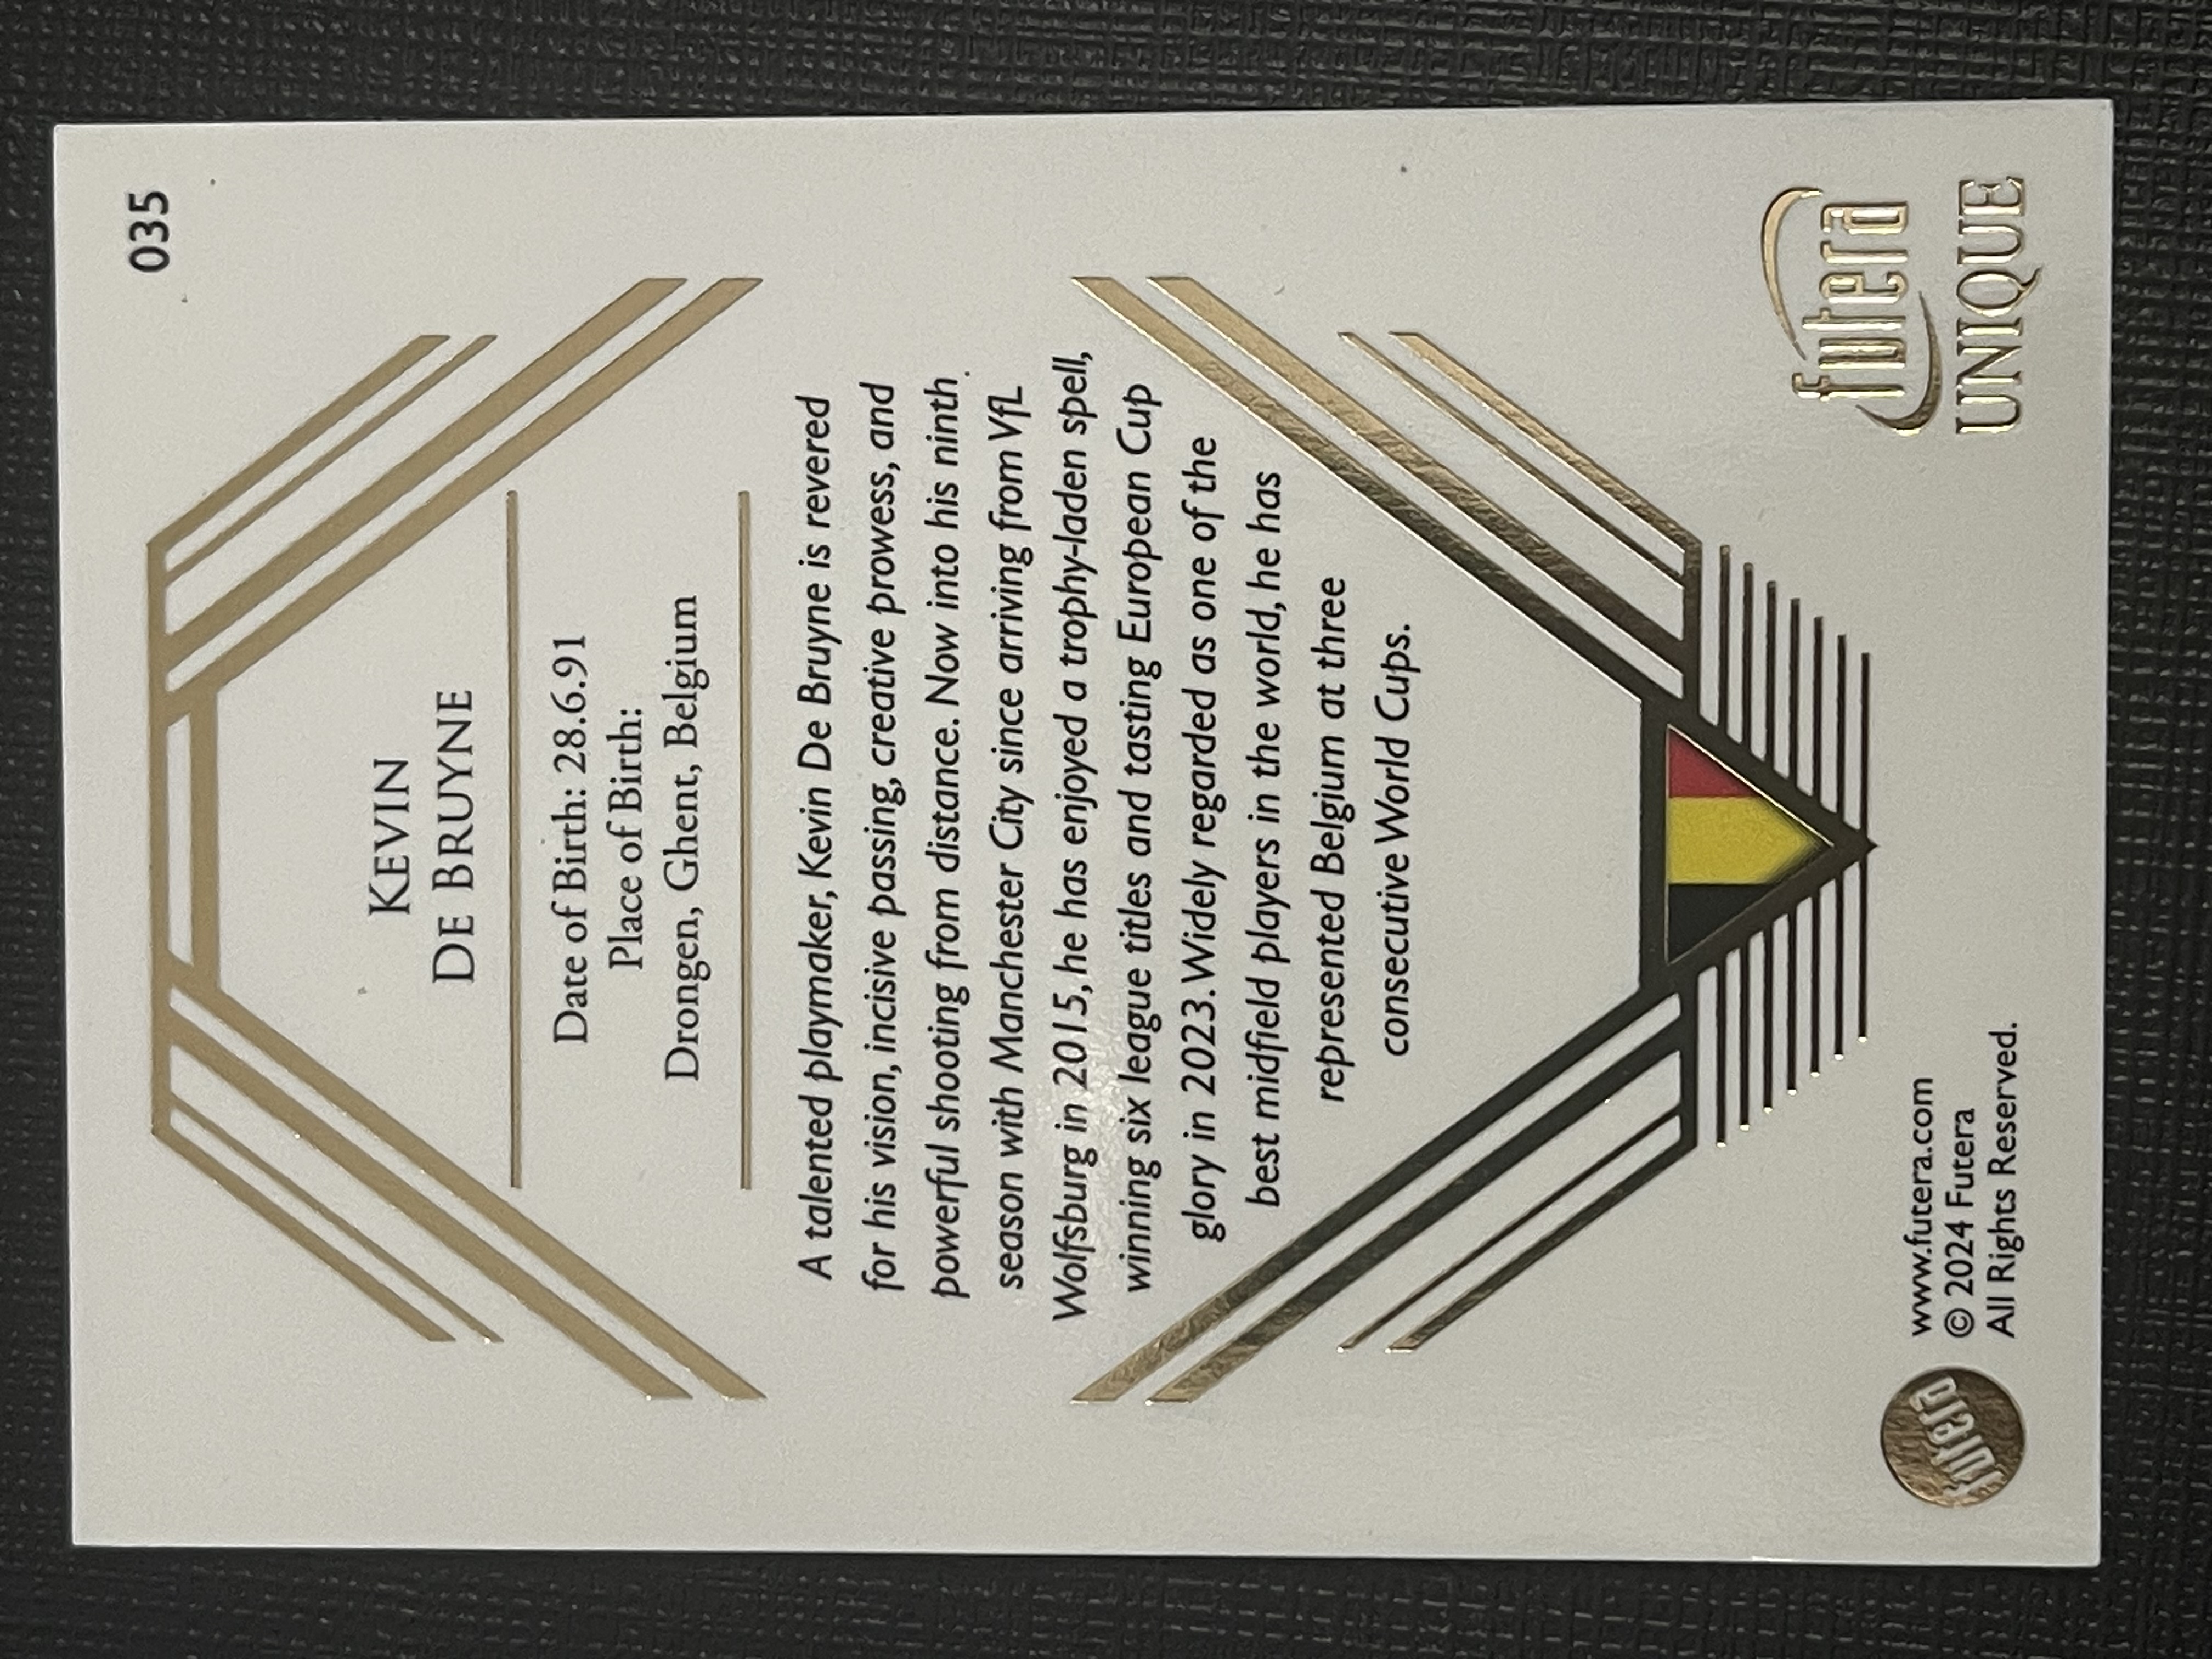 035
KEVIN
DE BRUYNE
Date of Birth: 28.6.91
Place of Birth:
Drongen, Ghent, Belgium
A talented playmaker, Kevin De Bruyne is revered
for his vision, incisive passing, creative prowess, and
powerful shooting from distance. Now into his ninth
season with Manchester City since arriving from VfL
Wolfsburg in 2015, he has enjoyed a trophy-laden spell,
winning six league titles and tasting European Cup
glory in 2023. Widely regarded as one of the
best midfield players in the world, he has
represented Belgium at three
consecutive World Cups.
futera
www.futera.com
© 2024 Futera
All Rights Reserved.
futera
UNIQUE